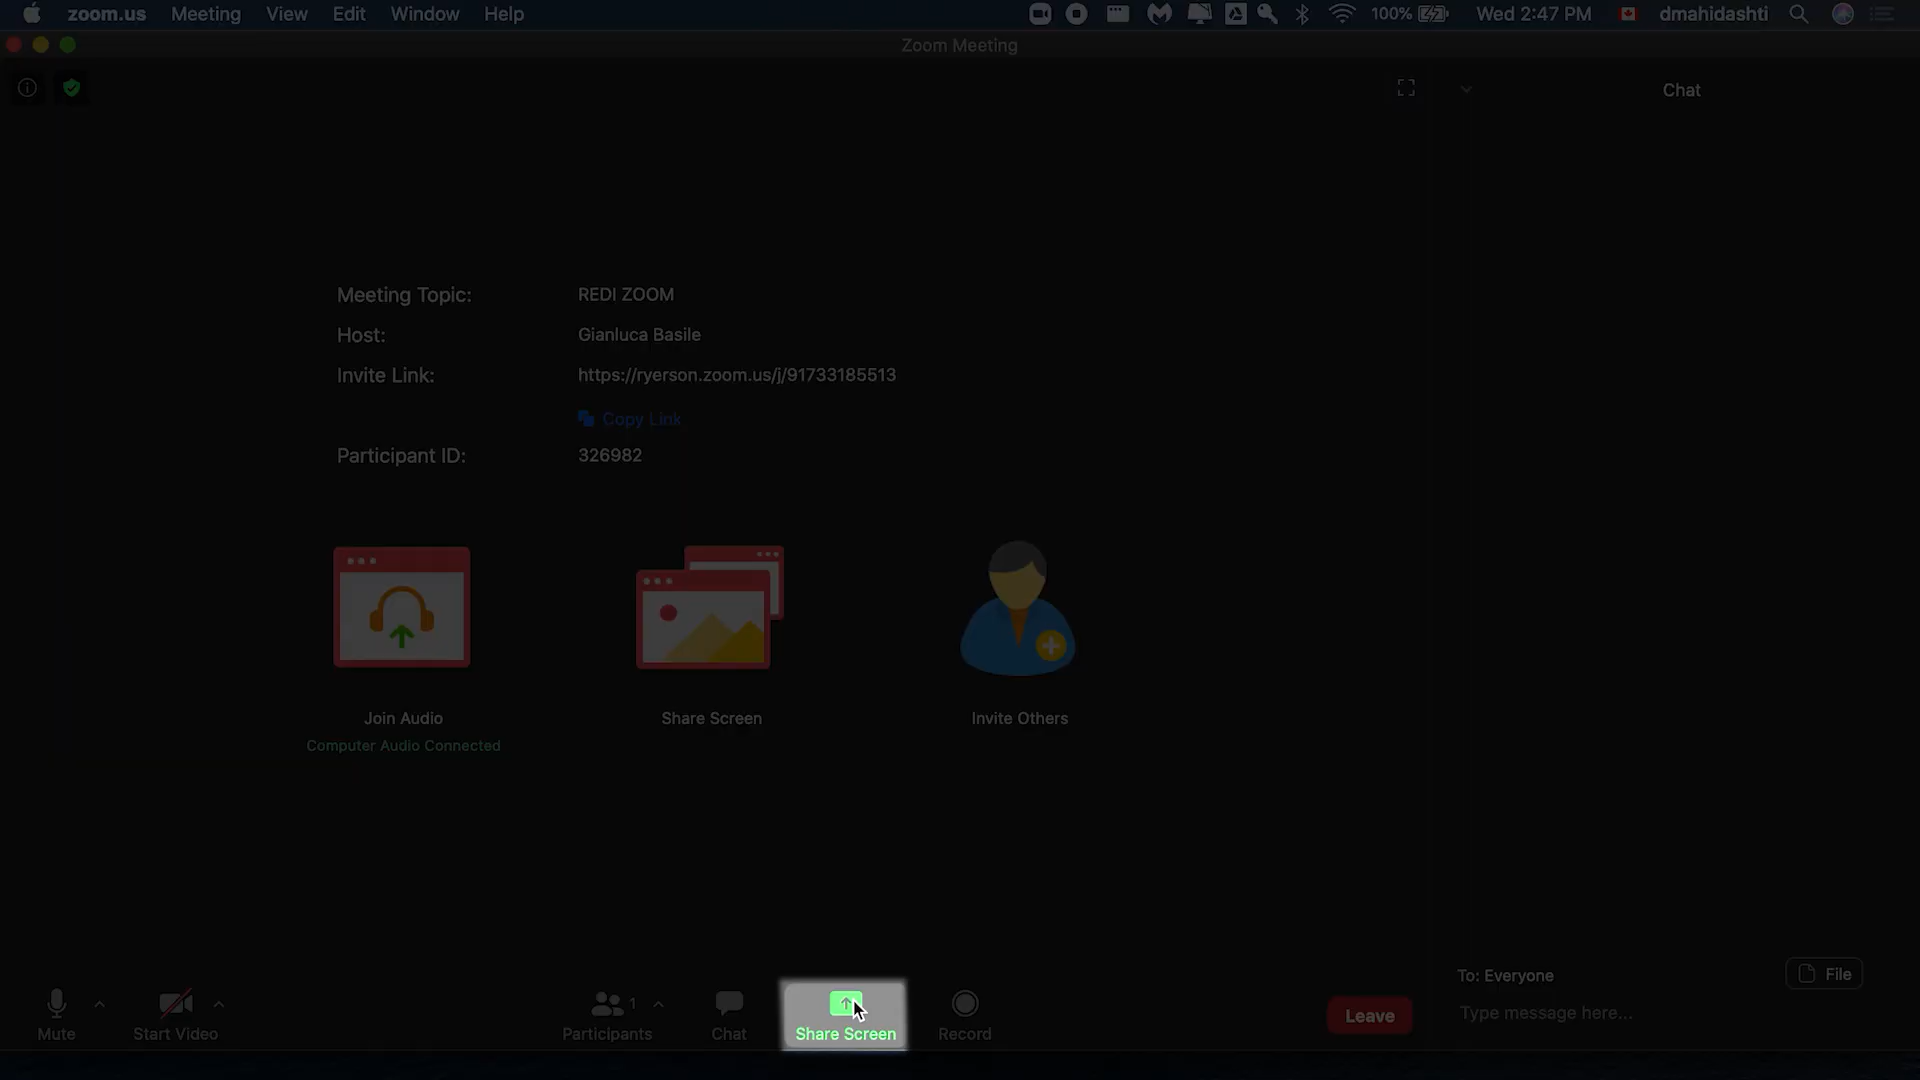 zoom.us Meeting View Edit Window Help 100% Wed 2:47 PM dmahidashti
Zoom Meeting
Chat
Meeting Topic: REDI ZOOM
Host: Gianluca Basile
Invite Link: https://ryerson.zoom.us/j/91733185513
Copy Link
Participant ID: 326982
Join Audio Share Screen Invite Others
Computer Audio Connected
To: Everyone File
Type message here...
1
Mute Start Video Participants Chat Share Screen Record Leave